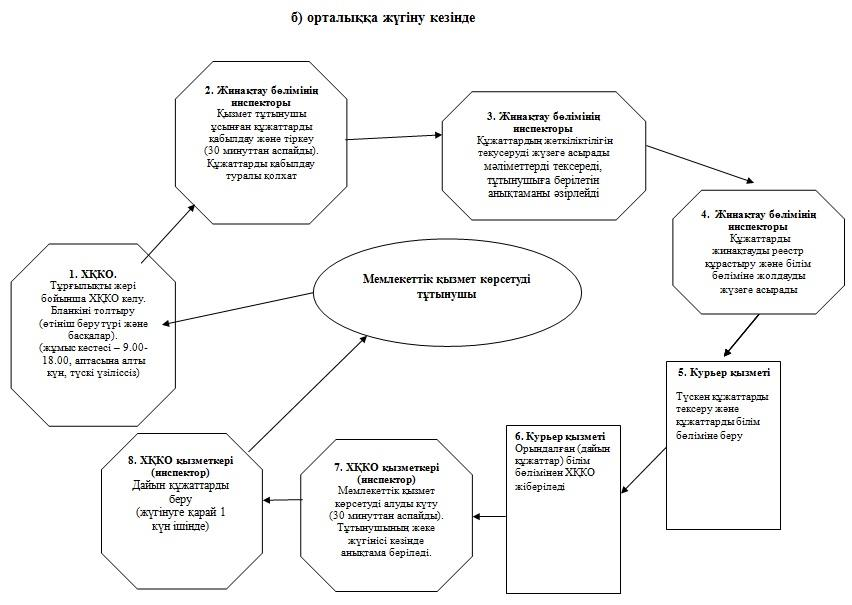 б) орталыққа жүгіну кезінде
2. Жинақтау бөлімінің
инспекторы
Қызмет тұтынушы
ұсынған құжаттарды
қабылдау және тіркеу
(30 минуттан аспайды).
Құжаттарды қабылдау
туралы қолхат
3. Жинақтау бөлімінің
инспекторы
Құжаттардың жеткіліктілігін
текусеруді жүзеге асырады
мәліметтерді тексереді,
тұтынушыға берілетін
анықтаманы әзірлейді
4. Жинақтау бөлімінің
инспекторы
Құжаттарды
жинақтауды реестр
құрастыру және білім
бөліміне жолдауды
жүзеге асырады
1. ХҚКО.
Тұрғылықты жері
бойынша ХҚКО келу.
Бланкіні толтыру
(өтініш беру түрі және
басқалар).
(жұмыс кестесі – 9.00-
18.00, аптасына алты
күн, түскі үзіліссіз)
Мемлекеттік қызмет көрсетуді
тұтынушы
5. Курьер қызметі
Түскен құжаттарды
тексеру және
құжаттарды білім
бөліміне беру
6. Курьер қызметі
Орындалған (дайын
құжаттар) білім
бөлімінен ХҚКО
жіберіледі
7. ХҚКО қызметкері
(инспектор)
Мемлекеттік қызмет
көрсетуді алуды күту
(30 минуттан аспайды).
Тұтынушының жеке
жүгінісі кезінде
анықтама беріледі.
8. ХҚКО қызметкері
(инспектор)
Дайын құжаттарды
беру
(жүгінуге қарай 1
күн ішінде)